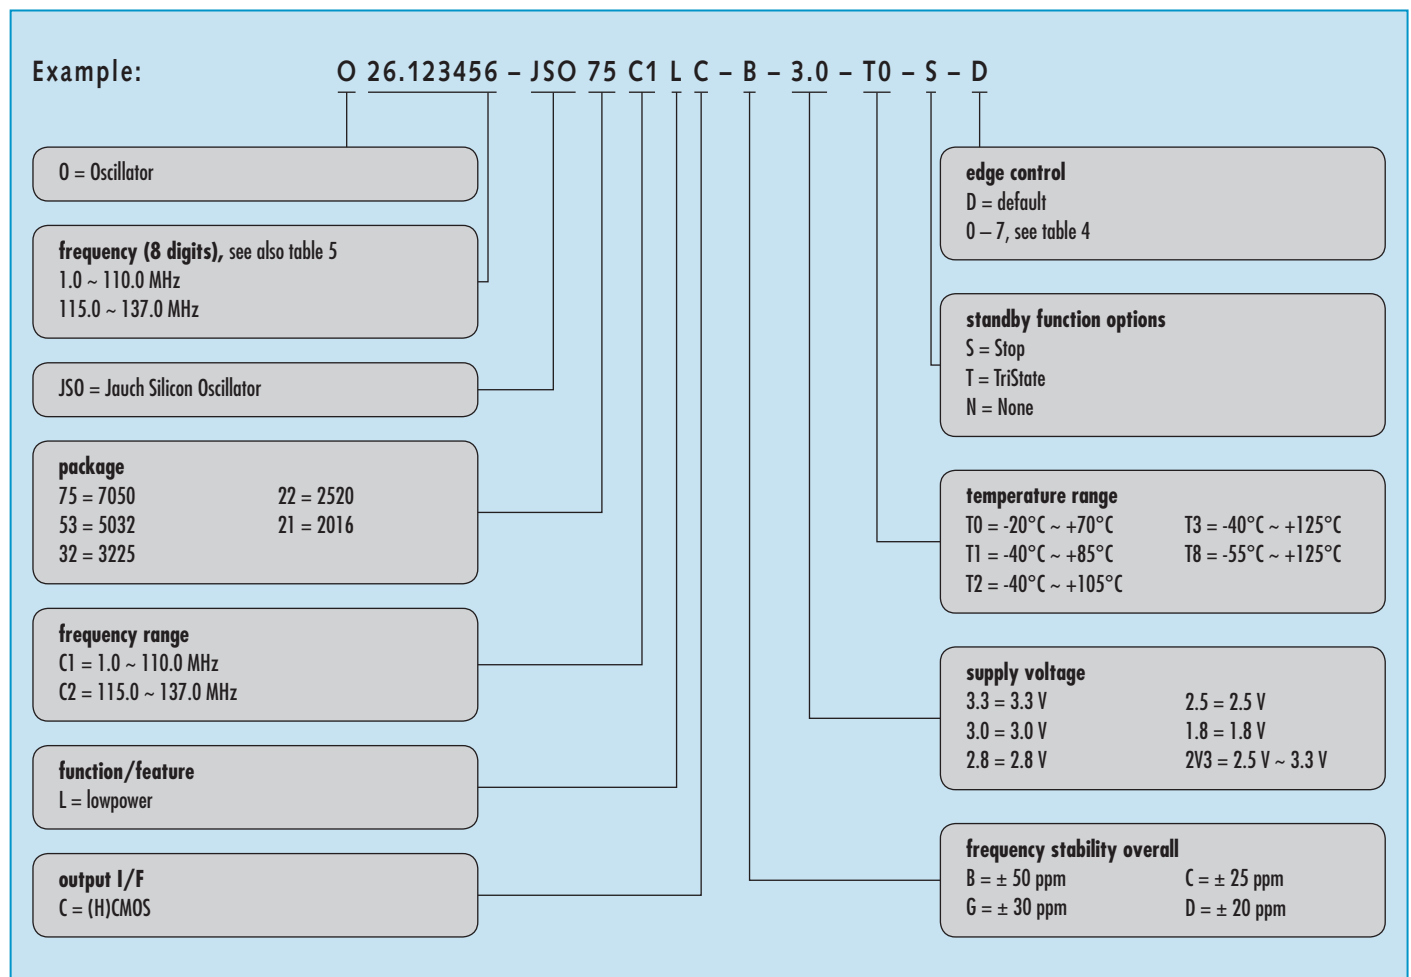 Example: O 26.123456 – JSO 75 C1 L C – B – 3.0 – T0 – S – D
O = Oscillator
frequency (8 digits), see also table 5
1.0 ~ 110.0 MHz
115.0 ~ 137.0 MHz
JSO = Jauch Silicon Oscillator
package
75 = 7050 22 = 2520
53 = 5032 21 = 2016
32 = 3225
frequency range
C1 = 1.0 ~ 110.0 MHz
C2 = 115.0 ~ 137.0 MHz
function/feature
L = lowpower
output I/F
C = (H)CMOS
edge control
D = default
0 – 7, see table 4
standby function options
S = Stop
T = TriState
N = None
temperature range
T0 = -20°C ~ +70°C T3 = -40°C ~ +125°C
T1 = -40°C ~ +85°C T8 = -55°C ~ +125°C
T2 = -40°C ~ +105°C
supply voltage
3.3 = 3.3 V 2.5 = 2.5 V
3.0 = 3.0 V 1.8 = 1.8 V
2.8 = 2.8 V 2V3 = 2.5 V ~ 3.3 V
frequency stability overall
B = ± 50 ppm C = ± 25 ppm
G = ± 30 ppm D = ± 20 ppm